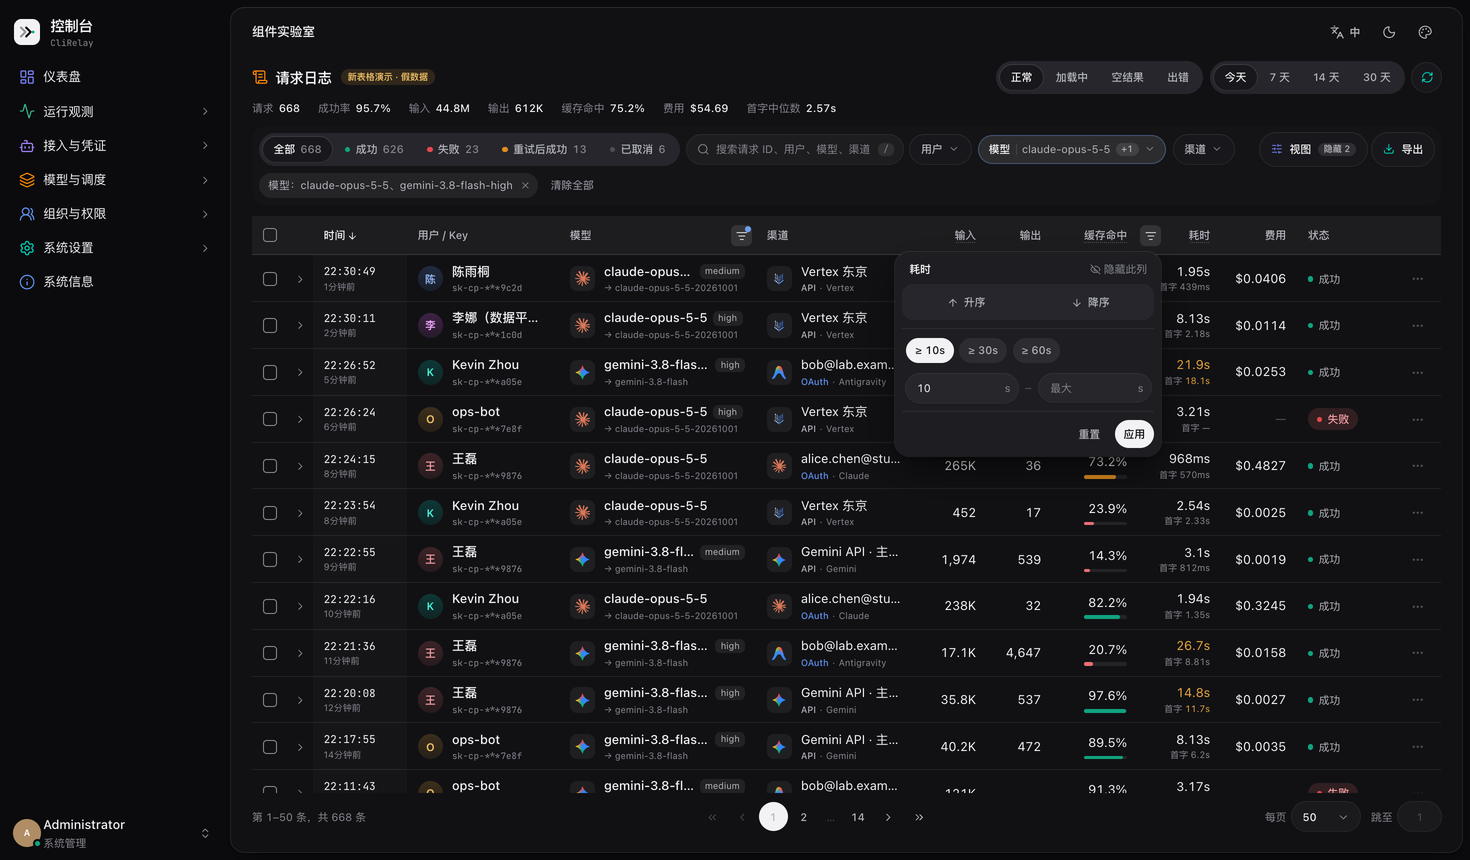 控制台
CliRelay
仪表盘
运行观测
接入与凭证
模型与调度
组织与权限
系统设置
系统信息
A
Administrator
系统管理
组件实验室
中
请求日志 新表格演示 · 假数据
正常 加载中 空结果 出错
今天 7 天 14 天 30 天
请求 668 成功率 95.7% 输入 44.8M 输出 612K 缓存命中 75.2% 费用 $54.69 首字中位数 2.57s
全部 668 成功 626 失败 23 重试后成功 13 已取消 6
搜索请求 ID、用户、模型、渠道 /
用户
模型 claude-opus-5-5 +1
渠道
视图 隐藏 2
导出
模型: claude-opus-5-5、gemini-3.8-flash-high ×
清除全部
时间 ↓ 用户 / Key 模型 渠道 输入 输出 缓存命中 耗时 费用 状态
耗时 隐藏此列
↑ 升序 ↓ 降序
≥ 10s ≥ 30s ≥ 60s
10 s – 最大 s
重置 应用
22:30:49 陈 陈雨桐 claude-opus... medium Vertex 东京 1.95s $0.0406 成功 ···
1分钟前 sk-cp-***9c2d → claude-opus-5-5-20261001 API · Vertex 首字 439ms
22:30:11 李 李娜（数据平... claude-opus-5-5 high Vertex 东京 8.13s $0.0114 成功 ···
2分钟前 sk-cp-***1c0d → claude-opus-5-5-20261001 API · Vertex 首字 2.18s
22:26:52 K Kevin Zhou gemini-3.8-flas... high bob@lab.exam... 21.9s $0.0253 成功 ···
5分钟前 sk-cp-***a05e → gemini-3.8-flash OAuth · Antigravity 首字 18.1s
22:26:24 O ops-bot claude-opus-5-5 high Vertex 东京 3.21s — 失败 ···
6分钟前 sk-cp-***7e8f → claude-opus-5-5-20261001 API · Vertex 首字 —
22:24:15 王 王磊 claude-opus-5-5 alice.chen@stu... 265K 36 73.2% 968ms $0.4827 成功 ···
8分钟前 sk-cp-***9876 → claude-opus-5-5-20261001 OAuth · Claude 首字 570ms
22:23:54 K Kevin Zhou claude-opus-5-5 Vertex 东京 452 17 23.9% 2.54s $0.0025 成功 ···
8分钟前 sk-cp-***a05e → claude-opus-5-5-20261001 API · Vertex 首字 2.33s
22:22:55 王 王磊 gemini-3.8-fl... medium Gemini API · 主... 1,974 539 14.3% 3.1s $0.0019 成功 ···
9分钟前 sk-cp-***9876 → gemini-3.8-flash API · Gemini 首字 812ms
22:22:16 K Kevin Zhou claude-opus-5-5 alice.chen@stu... 238K 32 82.2% 1.94s $0.3245 成功 ···
10分钟前 sk-cp-***a05e → claude-opus-5-5-20261001 OAuth · Claude 首字 1.35s
22:21:36 王 王磊 gemini-3.8-flas... high bob@lab.exam... 17.1K 4,647 20.7% 26.7s $0.0158 成功 ···
11分钟前 sk-cp-***9876 → gemini-3.8-flash OAuth · Antigravity 首字 8.81s
22:20:08 王 王磊 gemini-3.8-flas... high Gemini API · 主... 35.8K 537 97.6% 14.8s $0.0027 成功 ···
12分钟前 sk-cp-***9876 → gemini-3.8-flash API · Gemini 首字 11.7s
22:17:55 O ops-bot gemini-3.8-flas... high Gemini API · 主... 40.2K 472 89.5% 8.13s $0.0035 成功 ···
14分钟前 sk-cp-***7e8f → gemini-3.8-flash API · Gemini 首字 6.2s
22:11:43 ops-bot gemini-3.8-fl... medium bob@lab.exam... 91.3% 3.17s 失败
第 1–50 条，共 668 条
« ‹ 1 2 ... 14 › »
每页 50 跳至 1